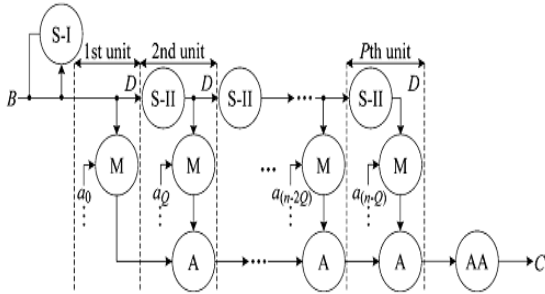 S-I
1st unit 2nd unit Pth unit
B D S-II D S-II ... S-II D
M M ... M M
a0 aQ a(n-2Q) a(n-Q)
A ... A A AA C